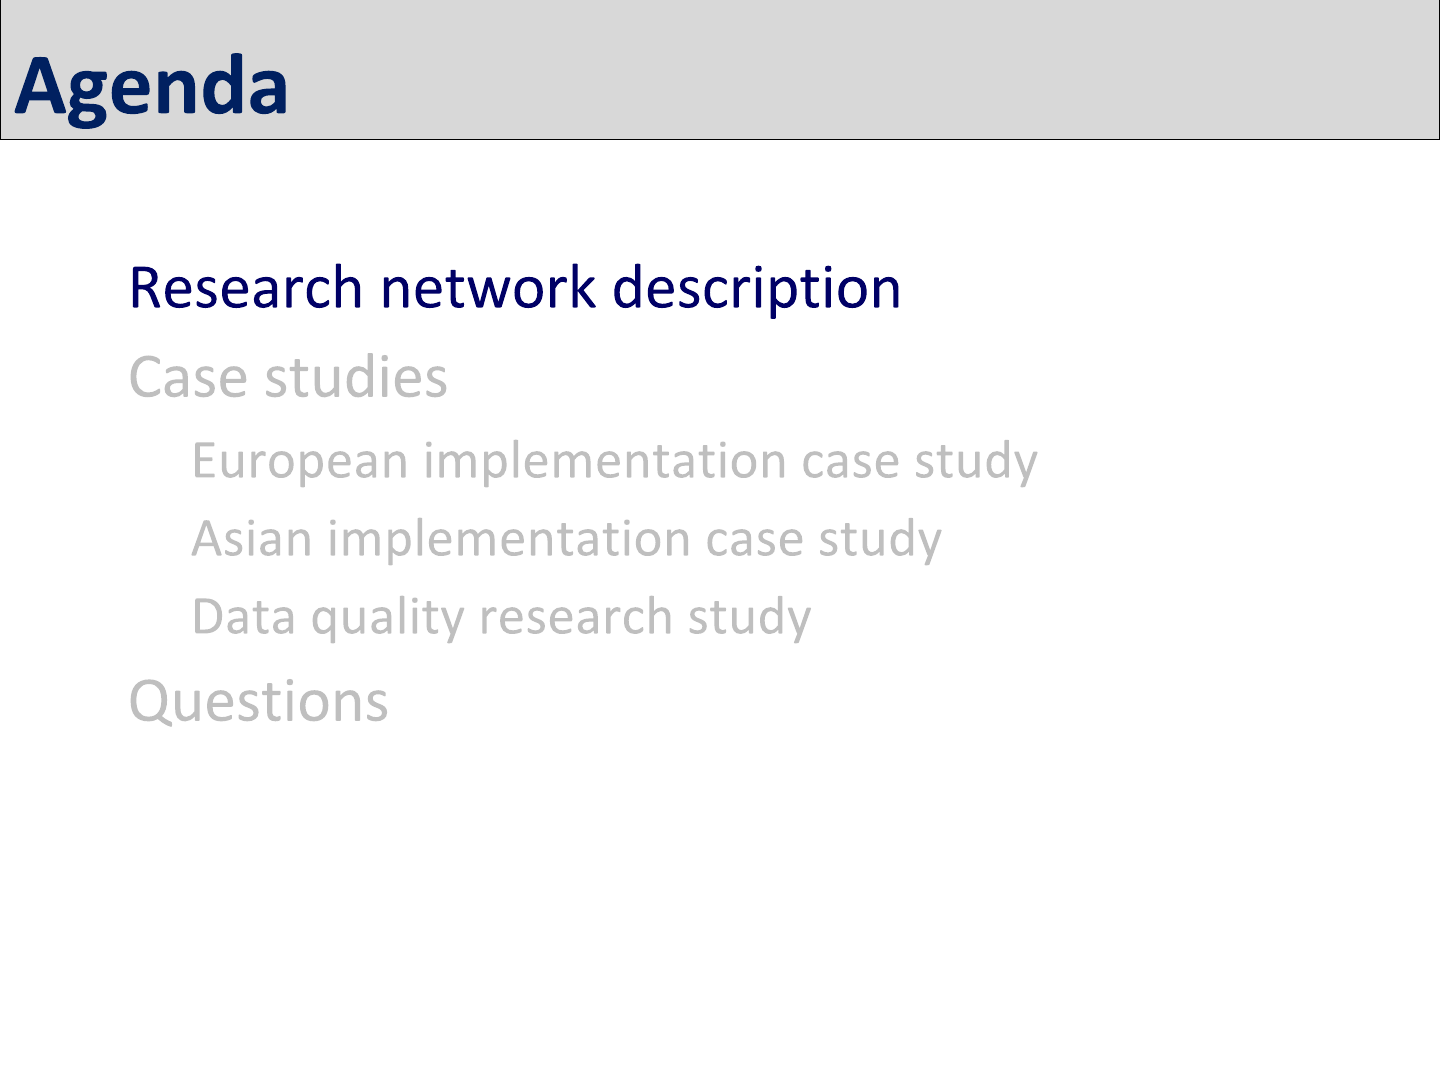 Agenda
Research network description
Case studies
European implementation case study
Asian implementation case study
Data quality research study
Questions